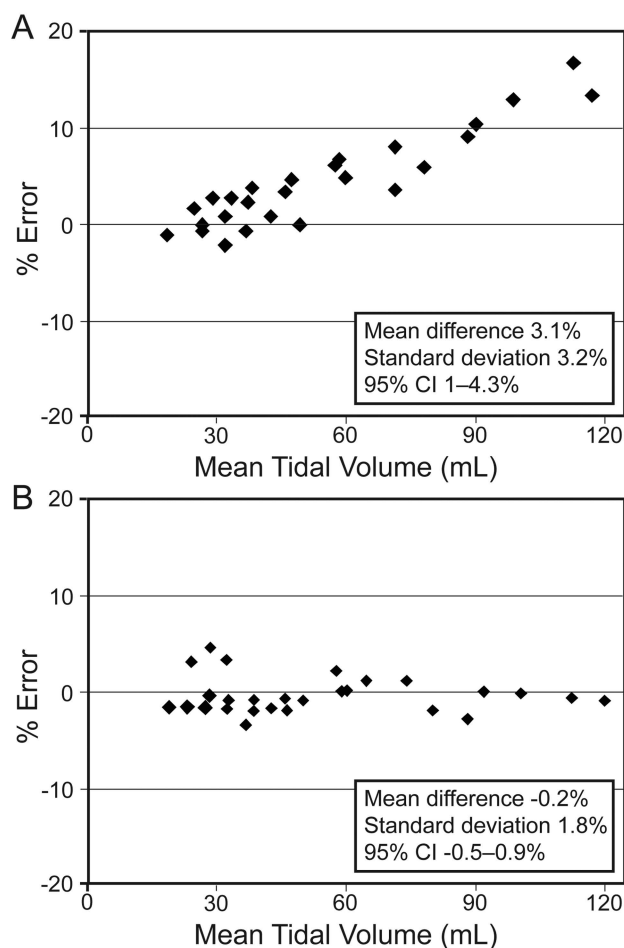 A
20
10
0
-10
-20
% Error
Mean difference 3.1%
Standard deviation 3.2%
95% CI 1–4.3%
0 30 60 90 120
Mean Tidal Volume (mL)
B
20
10
0
-10
-20
% Error
Mean difference -0.2%
Standard deviation 1.8%
95% CI -0.5–0.9%
0 30 60 90 120
Mean Tidal Volume (mL)